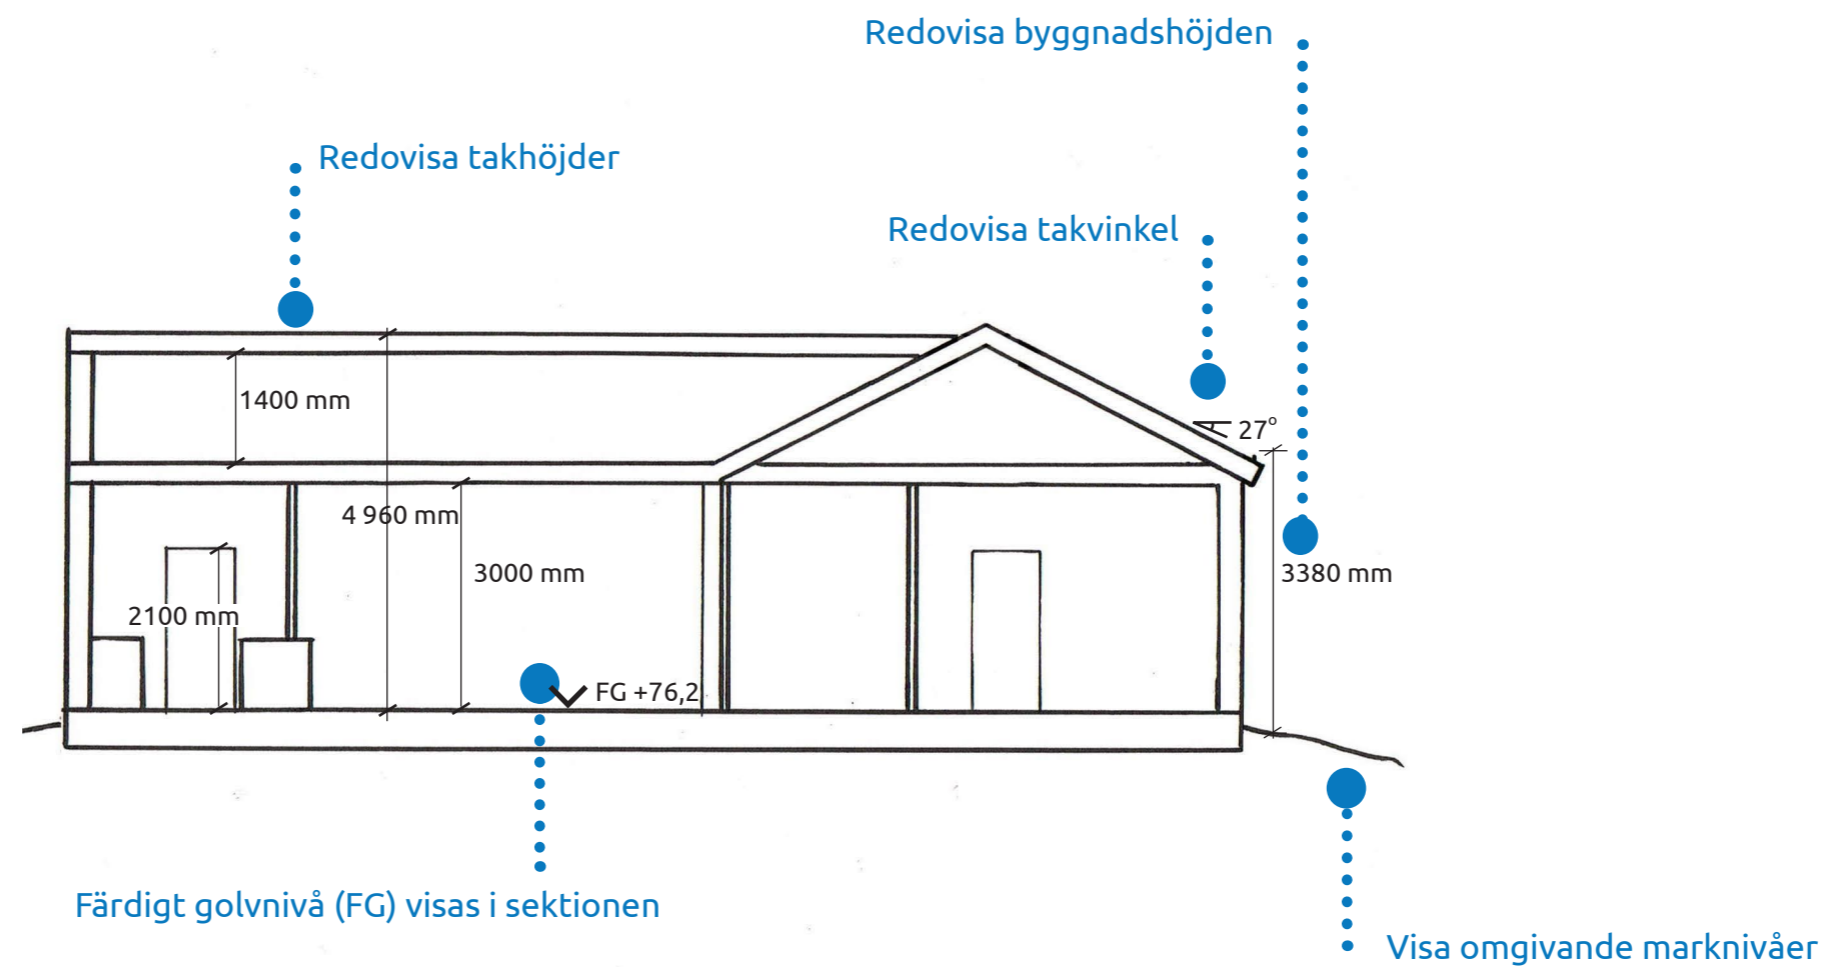 Redovisa byggnadshöjden
Redovisa takhöjder
Redovisa takvinkel
1400 mm
27°
4 960 mm
3000 mm
3380 mm
2100 mm
FG +76,2
Färdigt golvnivå (FG) visas i sektionen
Visa omgivande marknivåer